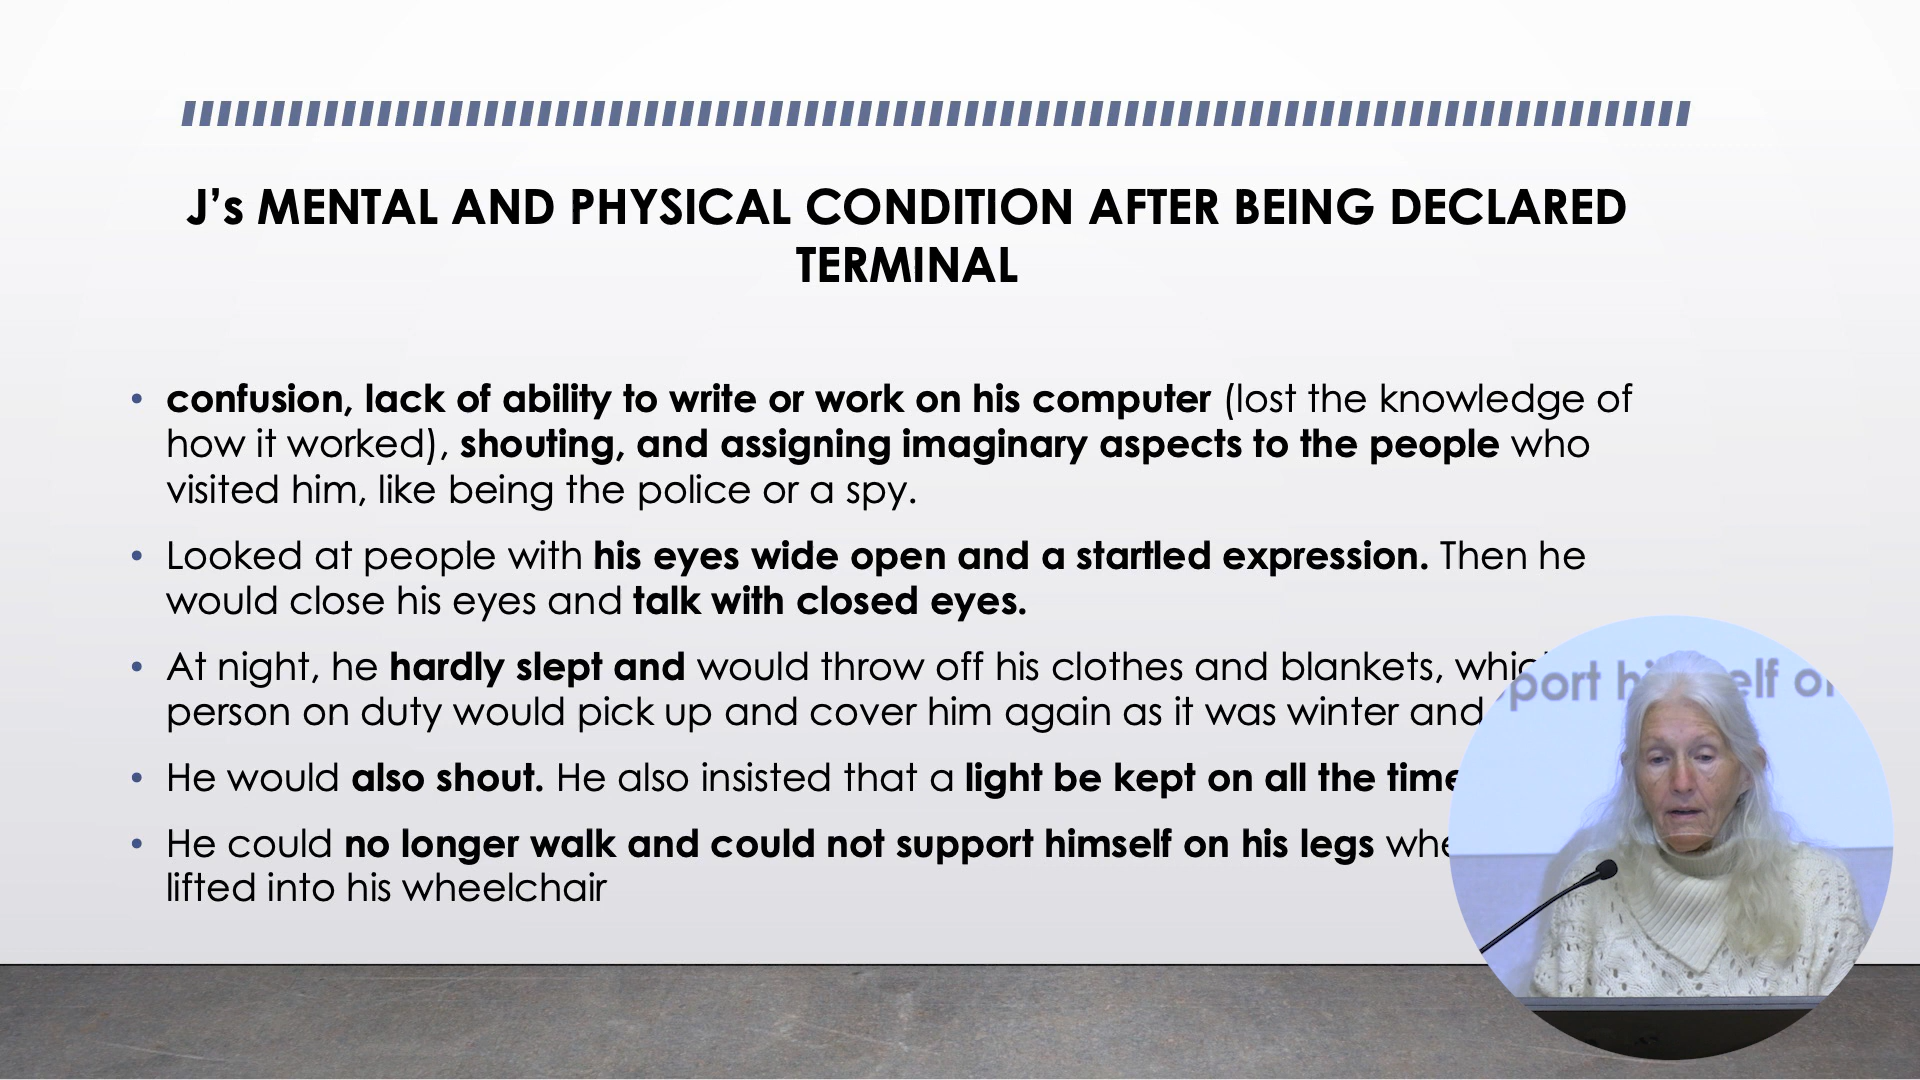 J’s MENTAL AND PHYSICAL CONDITION AFTER BEING DECLARED
TERMINAL
• confusion, lack of ability to write or work on his computer (lost the knowledge of
how it worked), shouting, and assigning imaginary aspects to the people who
visited him, like being the police or a spy.
• Looked at people with his eyes wide open and a startled expression. Then he
would close his eyes and talk with closed eyes.
• At night, he hardly slept and would throw off his clothes and blankets,
person on duty would pick up and cover him again as it was winter and
• He would also shout. He also insisted that a light be kept on all the time
• He could no longer walk and could not support himself on his legs
lifted into his wheelchair